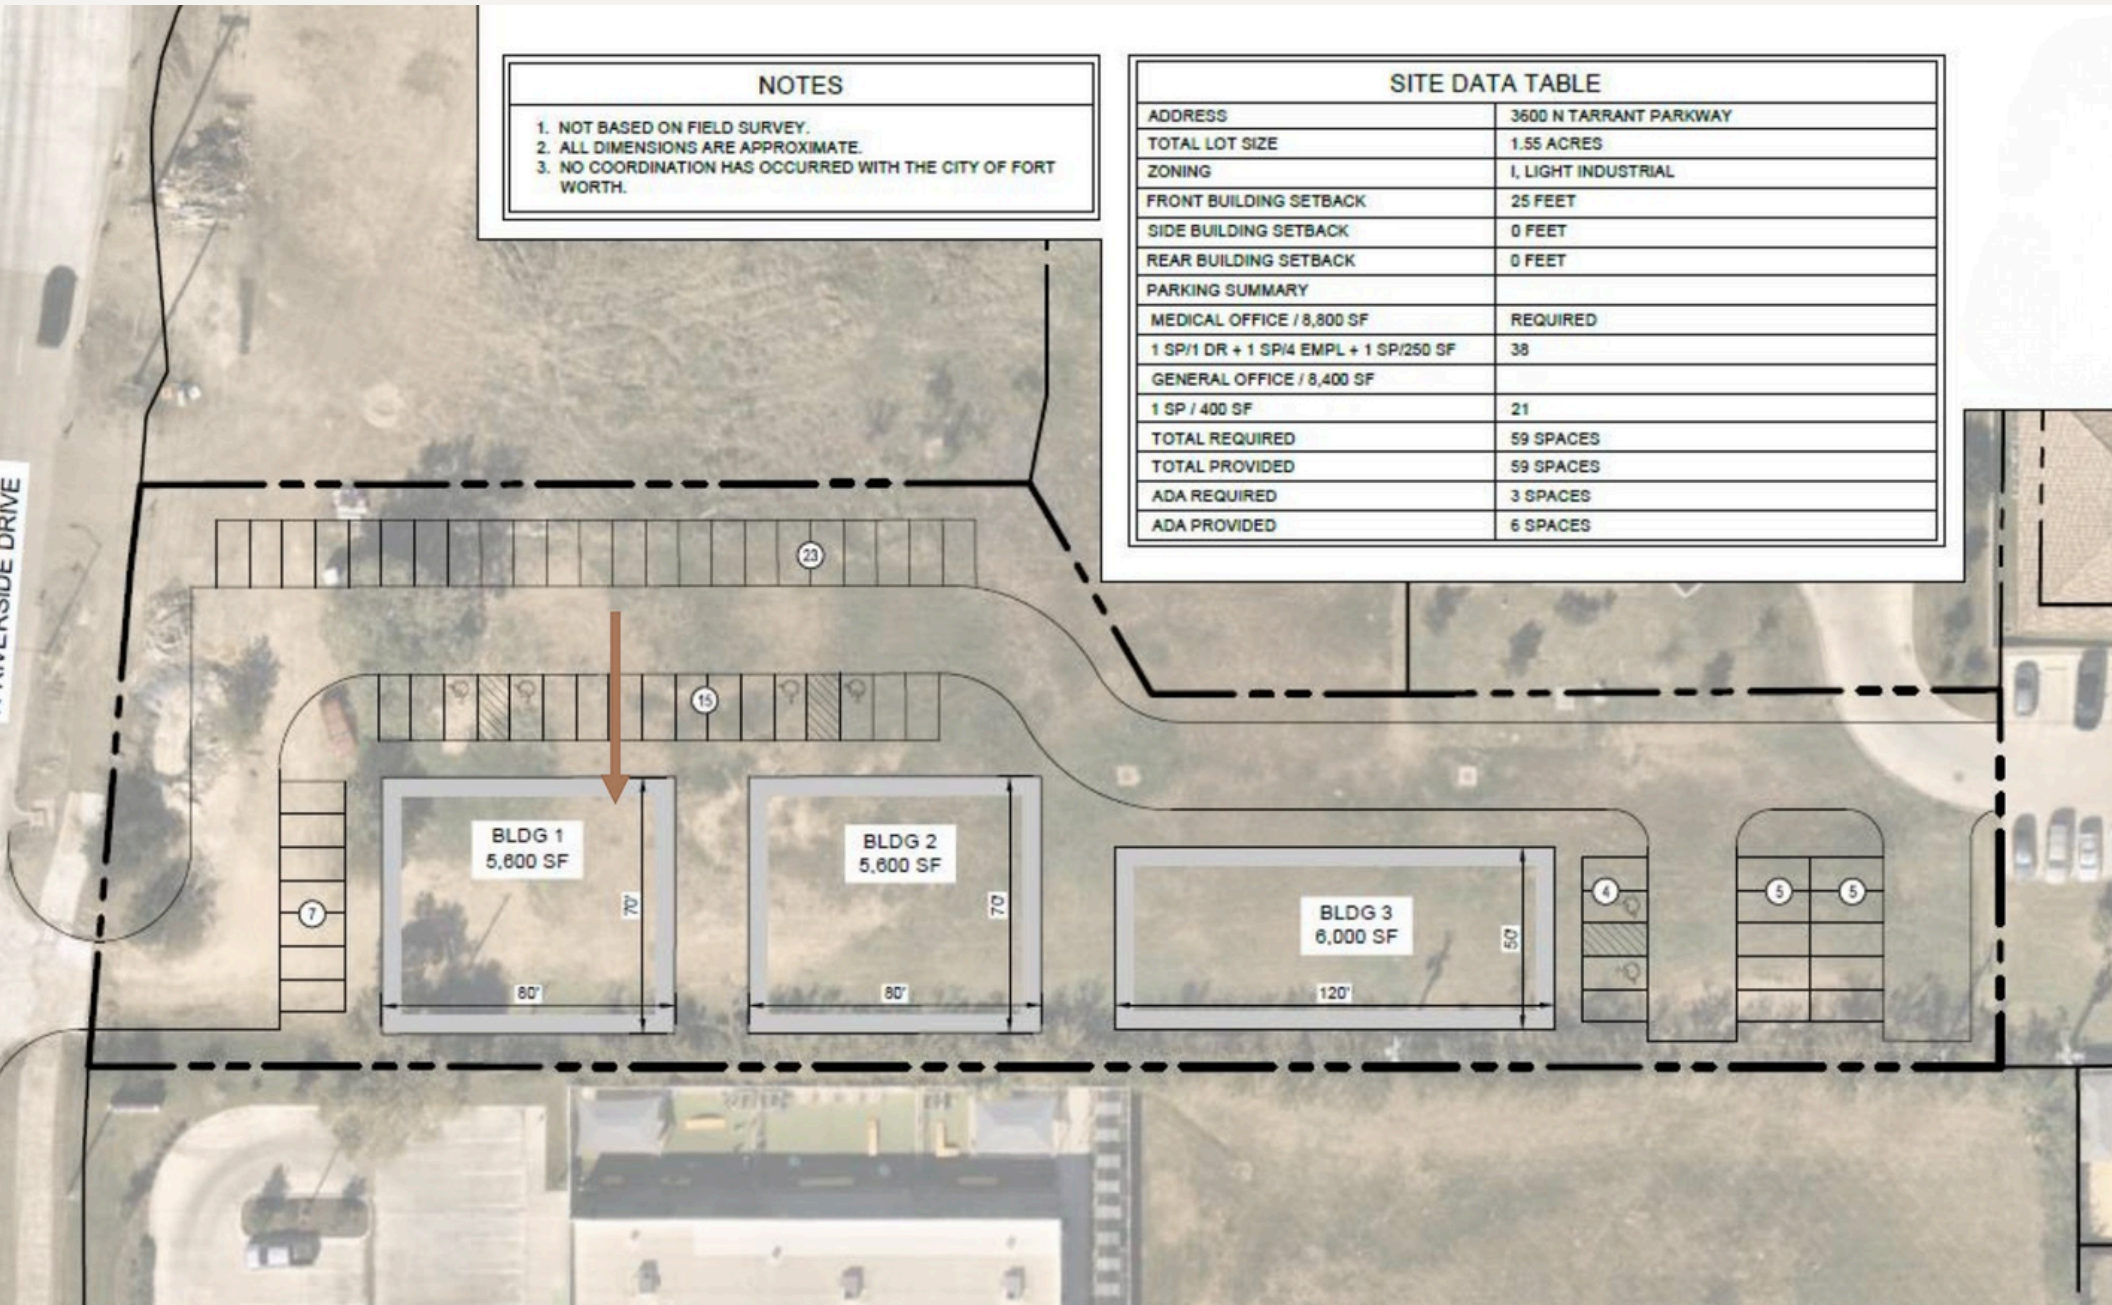 NOTES
1. NOT BASED ON FIELD SURVEY.
2. ALL DIMENSIONS ARE APPROXIMATE.
3. NO COORDINATION HAS OCCURRED WITH THE CITY OF FORT
WORTH.
SITE DATA TABLE
ADDRESS 3600 N TARRANT PARKWAY
TOTAL LOT SIZE 1.55 ACRES
ZONING I, LIGHT INDUSTRIAL
FRONT BUILDING SETBACK 25 FEET
SIDE BUILDING SETBACK 0 FEET
REAR BUILDING SETBACK 0 FEET
PARKING SUMMARY
MEDICAL OFFICE / 8,800 SF REQUIRED
1 SP/1 DR + 1 SP/4 EMPL + 1 SP/250 SF 38
GENERAL OFFICE / 8,400 SF
1 SP / 400 SF 21
TOTAL REQUIRED 59 SPACES
TOTAL PROVIDED 59 SPACES
ADA REQUIRED 3 SPACES
ADA PROVIDED 6 SPACES
RIVERSIDE DRIVE
23
15
7
BLDG 1
5,600 SF
70'
80'
BLDG 2
5,600 SF
70'
80'
BLDG 3
6,000 SF
50'
120'
4
5
5